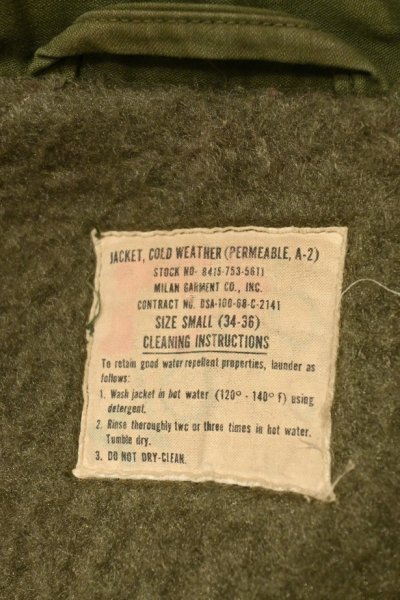 JACKET, COLD WEATHER (PERMEABLE, A-2)
STOCK NO- 8415-753-5611
MILAN GARMENT CO., INC.
CONTRACT NO. DSA-100-68-C-2141
SIZE SMALL (34-36)
CLEANING INSTRUCTIONS
To retain good water repellent properties, launder as
follows:
1. Wash jacket in hot water (120° - 140° f) using
detergent.
2. Rinse thoroughly two or three times in hot water.
Tumble dry.
3. DO NOT DRY-CLEAN.